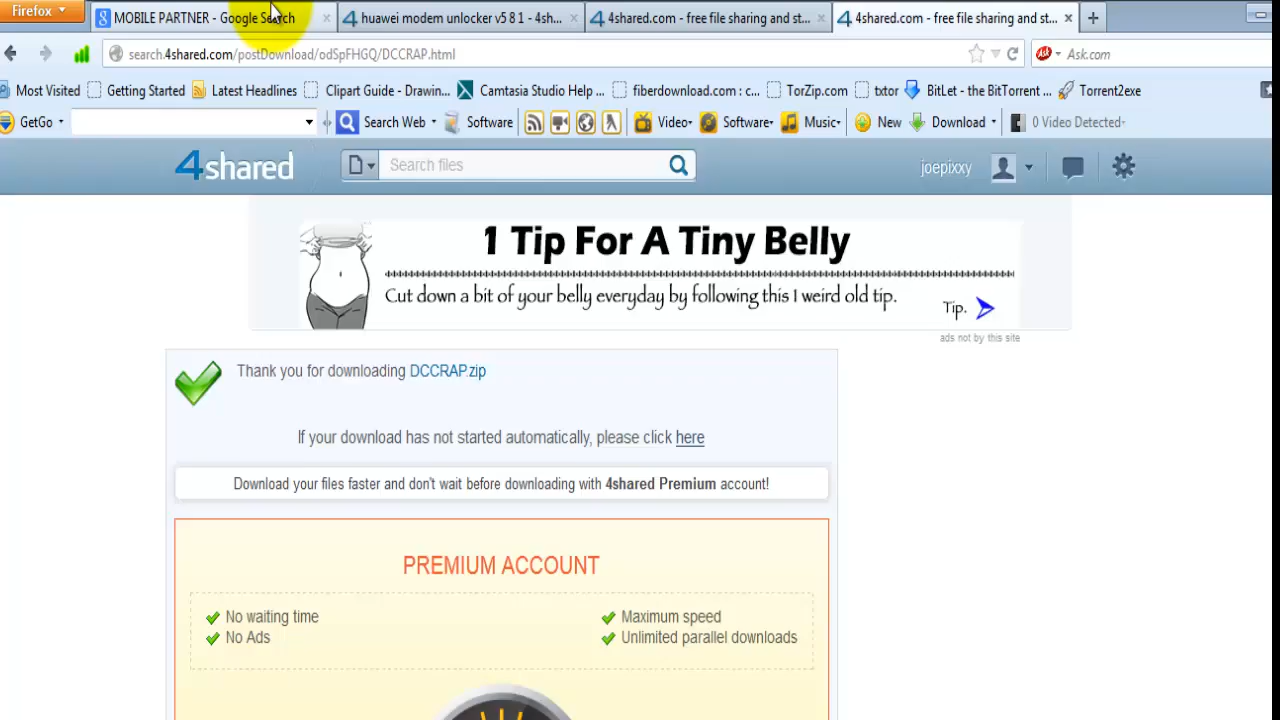 Firefox
MOBILE PARTNER - Google Search
huawei modem unlocker v5 8 1 - 4sh...
4shared.com - free file sharing and st...
4shared.com - free file sharing and st...
search.4shared.com/postDownload/odSpFHGQ/DCCRAP.html
Ask Ask.com
Most Visited Getting Started Latest Headlines Clipart Guide - Drawin... Camtasia Studio Help ... fiberdownload.com : c... TorZip.com txtor BitLet - the BitTorrent ... Torrent2exe
GetGo Search Web Software Video Software Music New Download 0 Video Detected
4shared Search files joepixxy
1 Tip For A Tiny Belly
Cut down a bit of your belly everyday by following this 1 weird old tip.
Tip.
ads not by this site
Thank you for downloading DCCRAP.zip
If your download has not started automatically, please click here
Download your files faster and don't wait before downloading with 4shared Premium account!
PREMIUM ACCOUNT
No waiting time Maximum speed
No Ads Unlimited parallel downloads